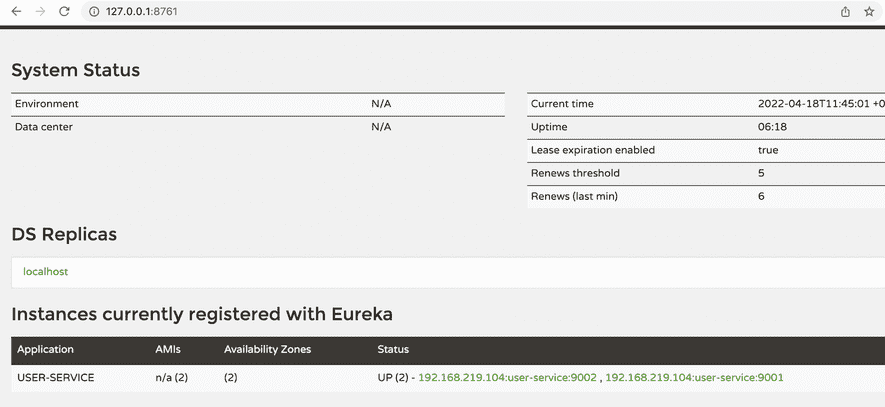 127.0.0.1:8761
System Status
Environment N/A
Data center N/A
Current time 2022-04-18T11:45:01 +0
Uptime 06:18
Lease expiration enabled true
Renews threshold 5
Renews (last min) 6
DS Replicas
localhost
Instances currently registered with Eureka
Application AMIs Availability Zones Status
USER-SERVICE n/a (2) (2) UP (2) - 192.168.219.104:user-service:9002 , 192.168.219.104:user-service:9001